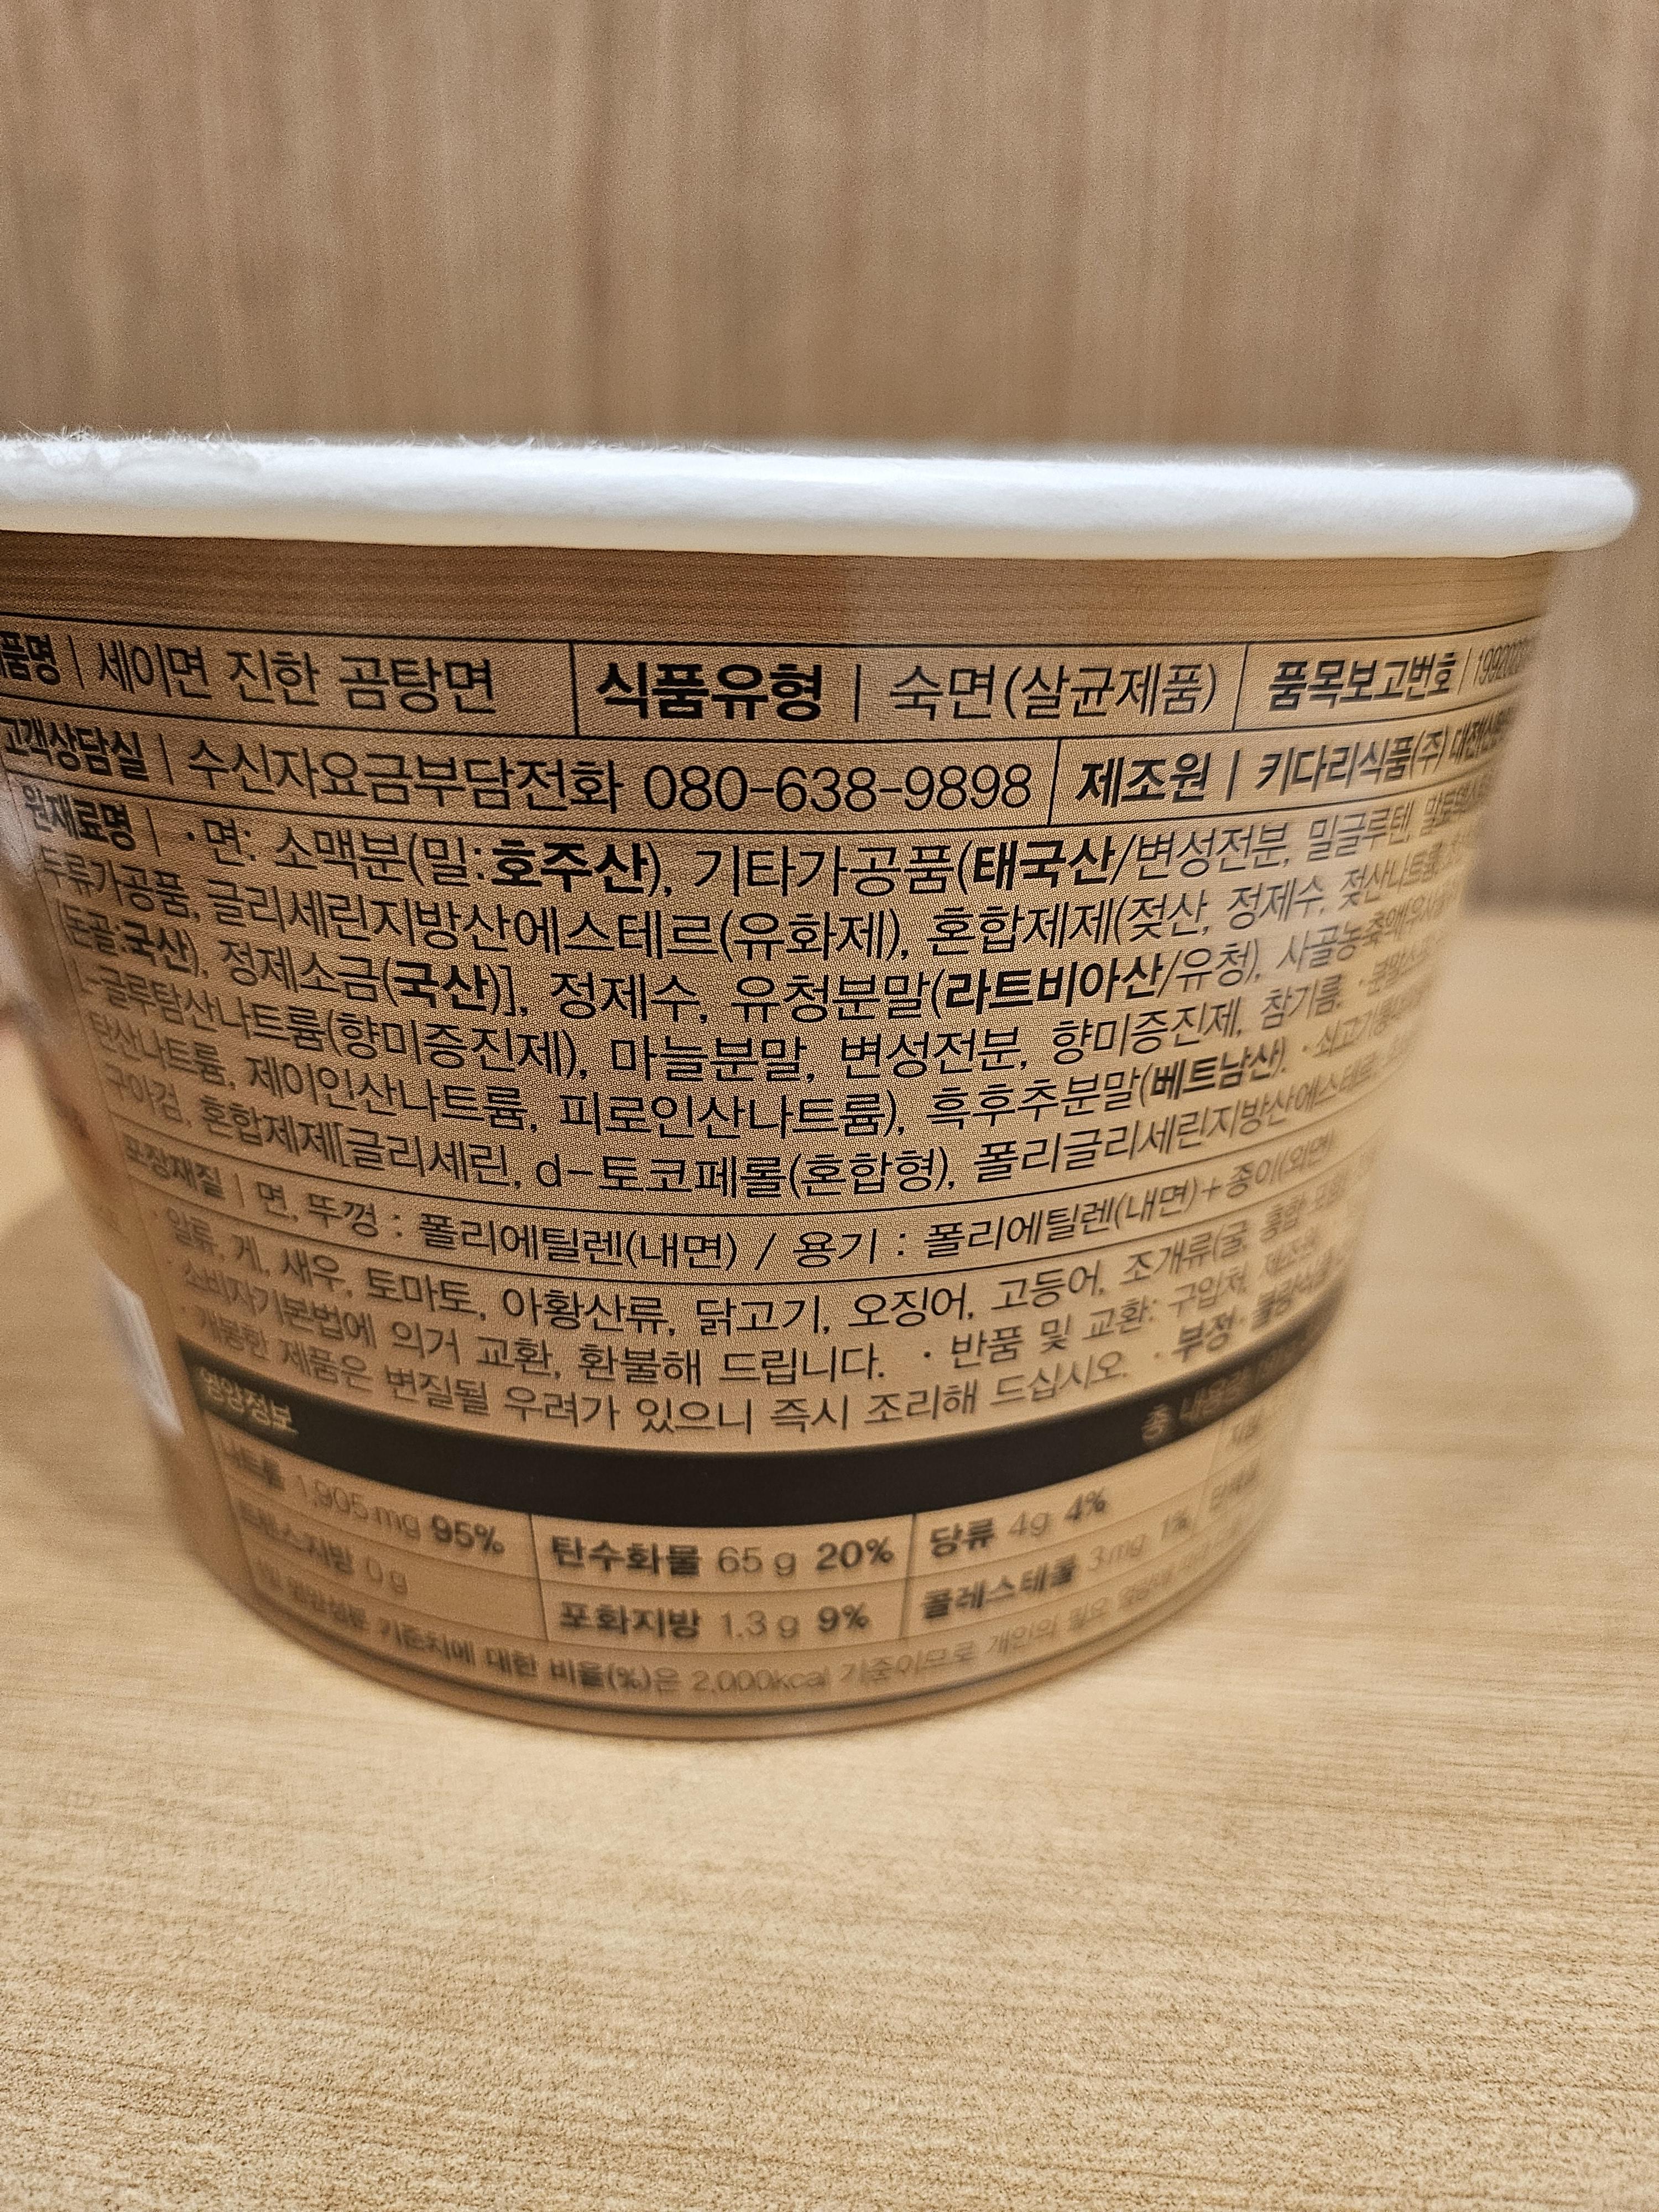 품명 | 세이면 진한 곰탕면 식품유형 | 숙면(살균제품) 품목보고번호 |
고객상담실 | 수신자요금부담전화 080-638-9898 제조원 | 키다리식품(주)
원재료명 | ·면: 소맥분(밀:호주산), 기타가공품(태국산/변성전분, 밀글루텐,
두류가공품, 글리세린지방산에스테르(유화제), 혼합제제(젖산, 정제수, 젖산나트륨
[돈골:국산), 정제소금(국산)], 정제수, 유청분말(라트비아산/유청), 사골농축액
L-글루탐산나트륨(향미증진제), 마늘분말, 변성전분, 향미증진제, 참기름
탄산나트륨, 제이인산나트륨, 피로인산나트륨), 흑후추분말(베트남산)
구아검, 혼합제제[글리세린, d-토코페롤(혼합형), 폴리글리세린지방산에스테르
포장재질 | 면, 뚜껑 : 폴리에틸렌(내면) / 용기 : 폴리에틸렌(내면)+종이(외면)
알류, 게, 새우, 토마토, 아황산류, 닭고기, 오징어, 고등어, 조개류(굴,
· 소비자기본법에 의거 교환, 환불해 드립니다. · 반품 및 교환: 구입처,
· 개봉한 제품은 변질될 우려가 있으니 즉시 조리해 드십시오. · 부정·
영양정보 총 내용량
나트륨 1,905mg 95% 탄수화물 65 g 20% 당류 4g 4%
트랜스지방 0 g 포화지방 1.3 g 9% 콜레스테롤 3mg 1%
1일 영양성분 기준치에 대한 비율(%)은 2,000kcal 기준이므로 개인의 필요